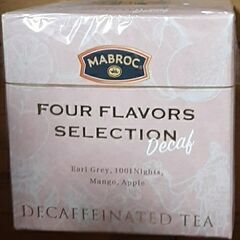 MABROC
FOUR FLAVORS
SELECTION
Decaf
Earl Grey, 1001Nights,
Mango, Apple
DECAFFEINATED TEA